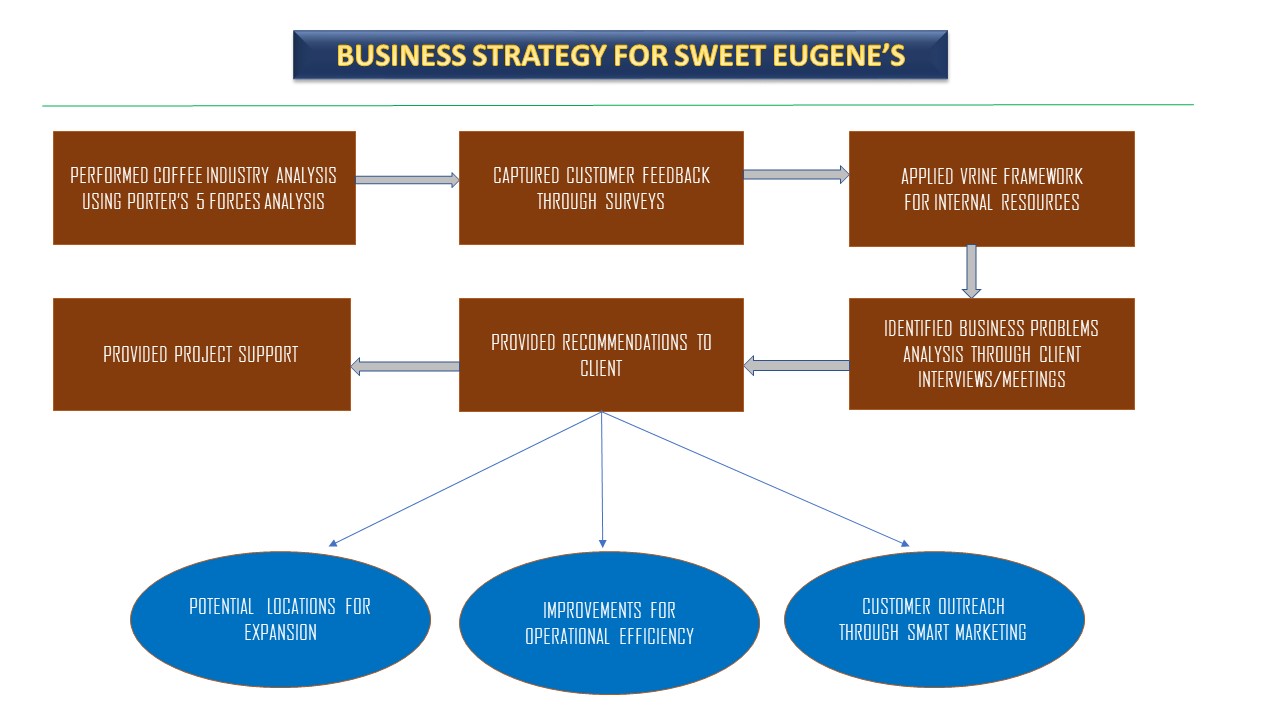 BUSINESS STRATEGY FOR SWEET EUGENE’S
PERFORMED COFFEE INDUSTRY ANALYSIS
USING PORTER'S 5 FORCES ANALYSIS
CAPTURED CUSTOMER FEEDBACK
THROUGH SURVEYS
APPLIED VRINE FRAMEWORK
FOR INTERNAL RESOURCES
IDENTIFIED BUSINESS PROBLEMS
ANALYSIS THROUGH CLIENT
INTERVIEWS/MEETINGS
PROVIDED RECOMMENDATIONS TO
CLIENT
PROVIDED PROJECT SUPPORT
POTENTIAL LOCATIONS FOR
EXPANSION
IMPROVEMENTS FOR
OPERATIONAL EFFICIENCY
CUSTOMER OUTREACH
THROUGH SMART MARKETING